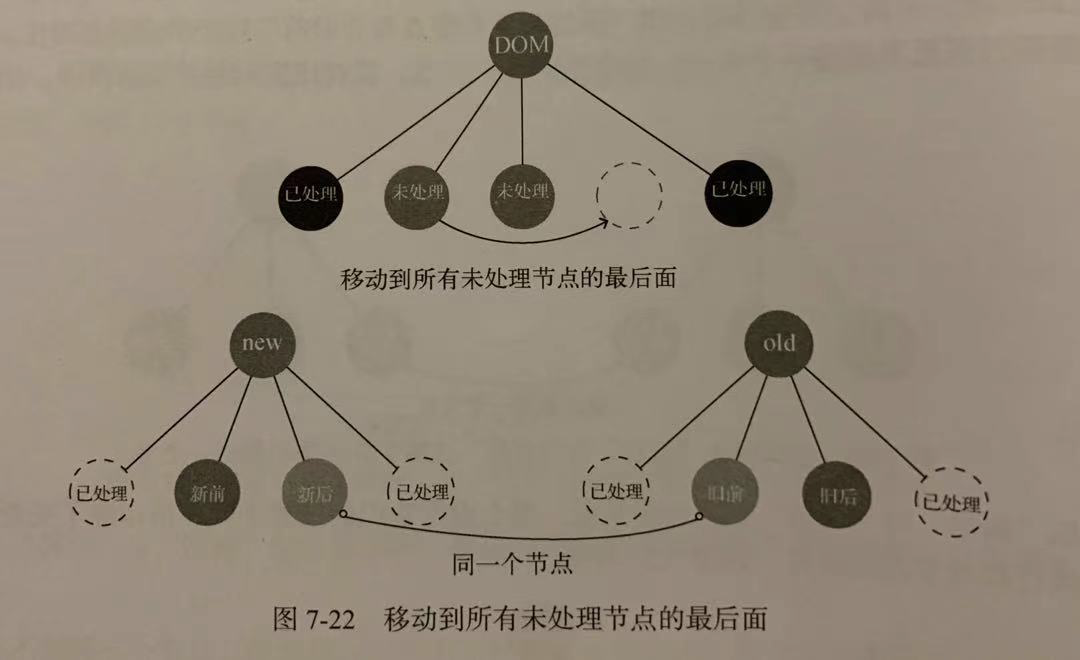 DOM
已处理 未处理 未处理 已处理
移动到所有未处理节点的最后面
new old
已处理 新前 新后 已处理 已处理 旧前 旧后 已处理
同一个节点
图 7-22 移动到所有未处理节点的最后面